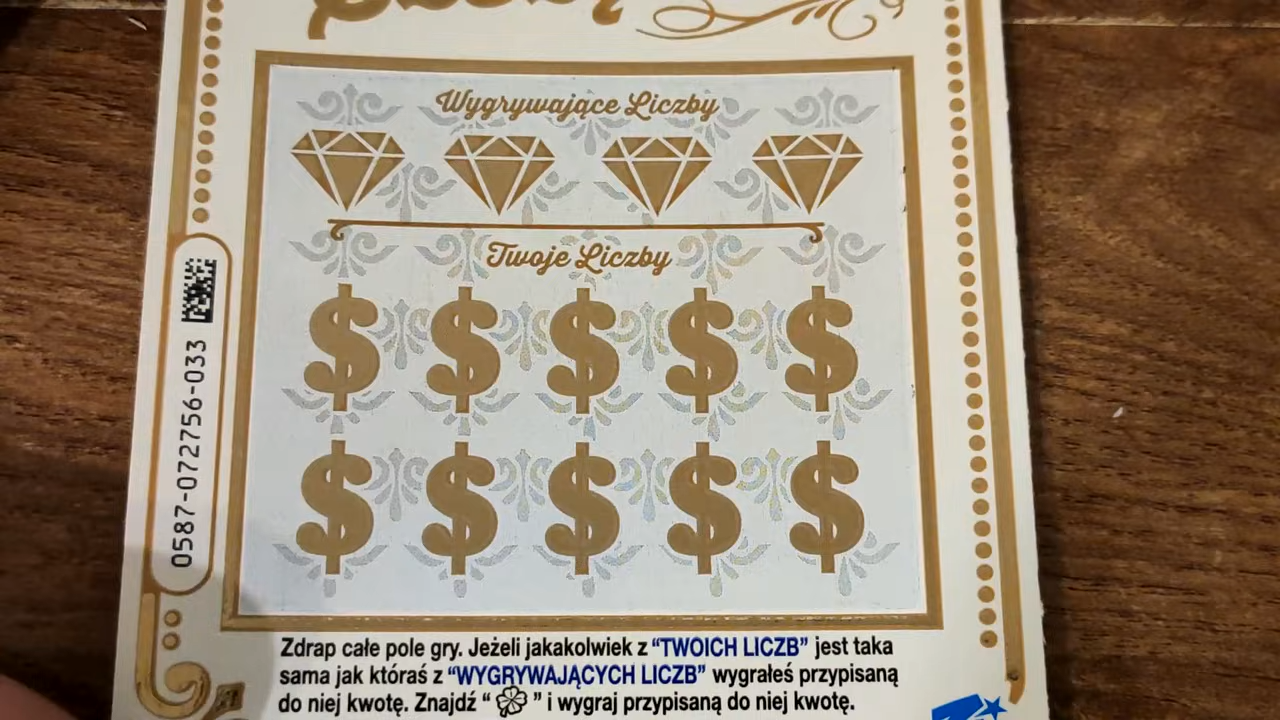 Wygrywające Liczby
Twoje Liczby
0587-072756-033
Zdrap całe pole gry. Jeżeli jakakolwiek z “TWOICH LICZB” jest taka
sama jak któraś z “WYGRYWAJĄCYCH LICZB” wygrałeś przypisaną
do niej kwotę. Znajdź “ ” i wygraj przypisaną do niej kwotę.